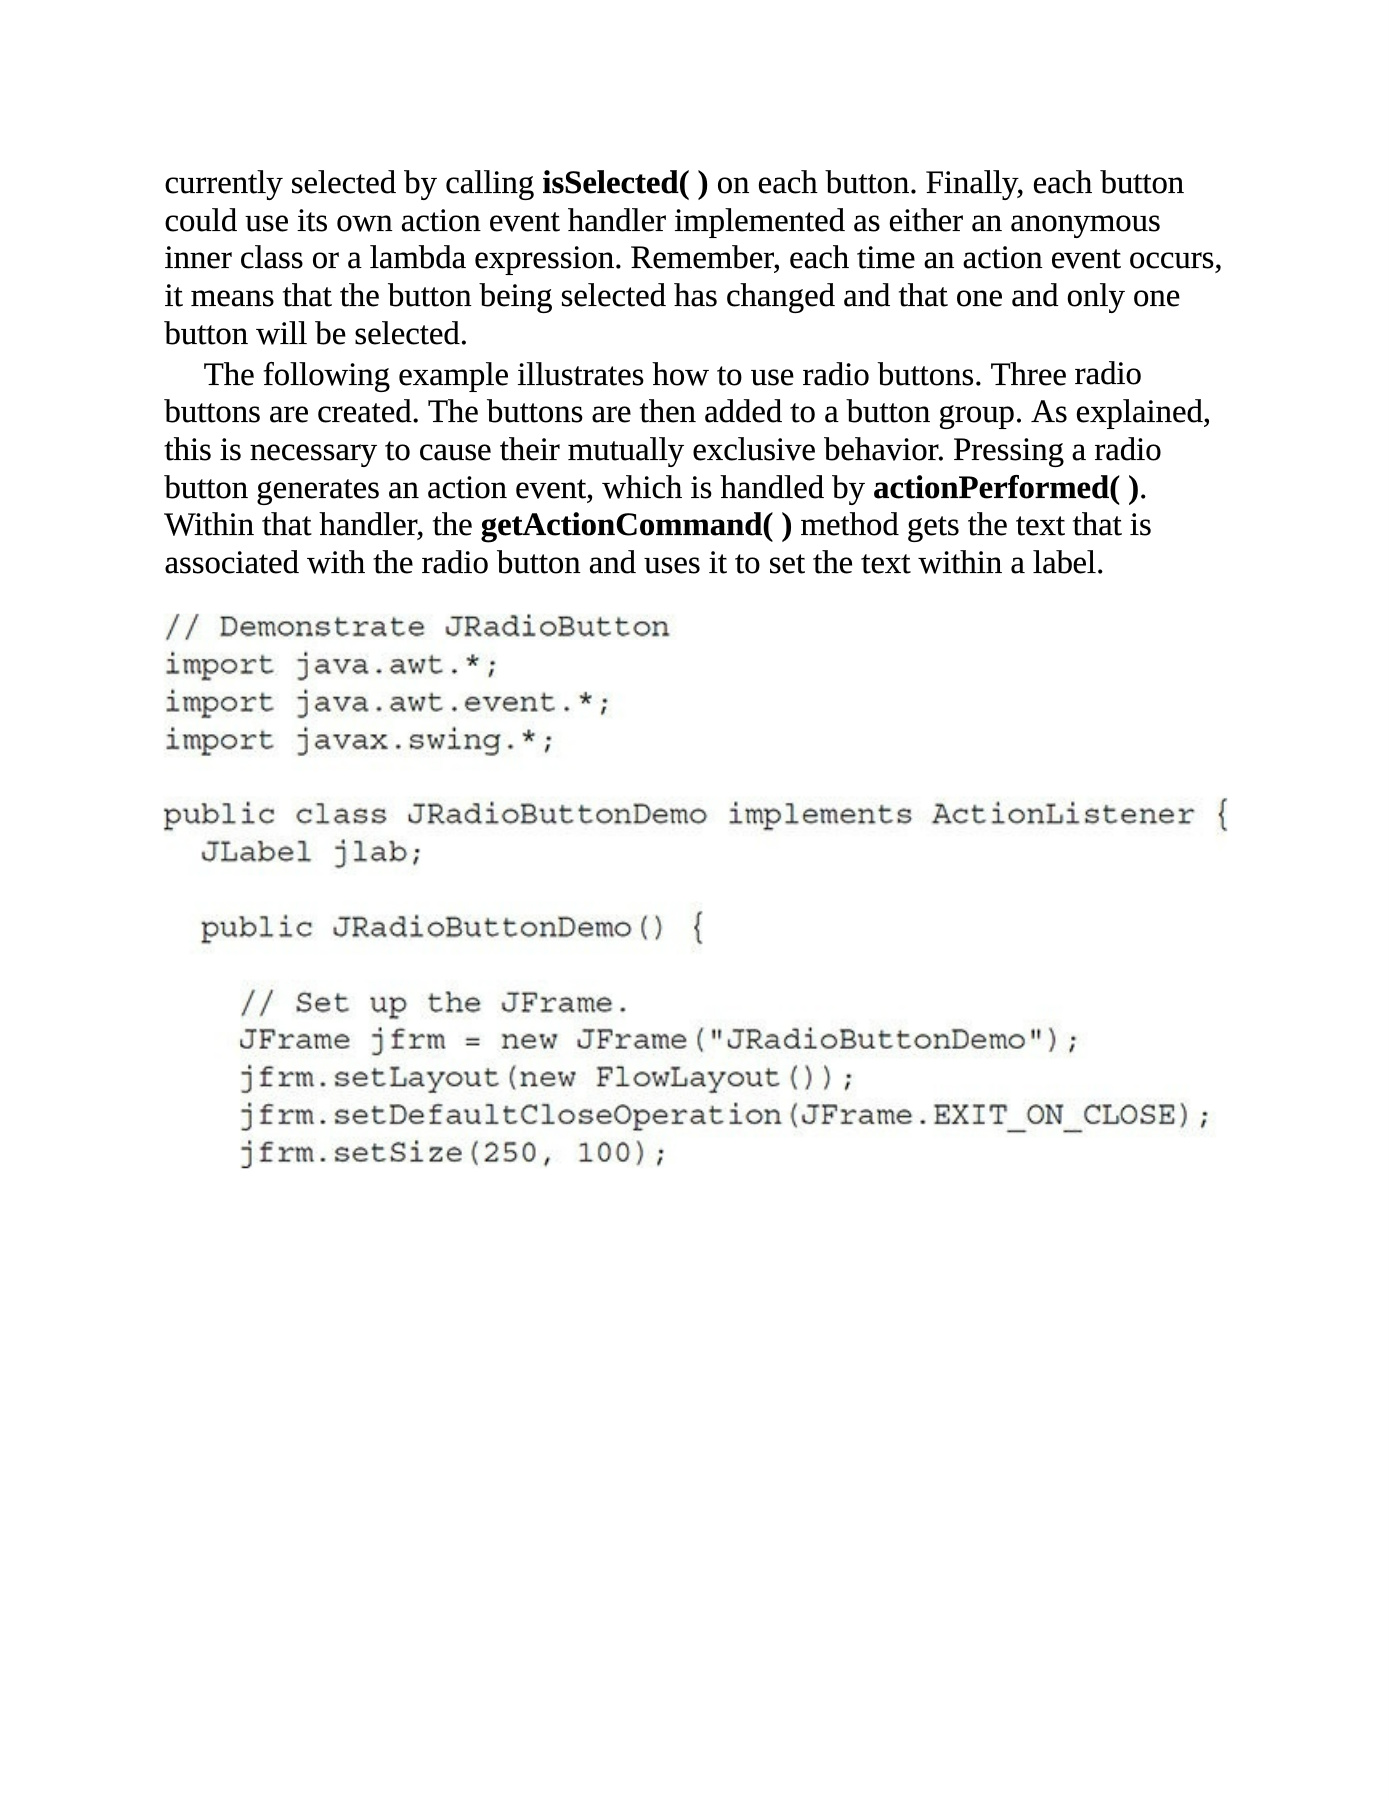 currently selected by calling isSelected( ) on each button. Finally, each button
could use its own action event handler implemented as either an anonymous
inner class or a lambda expression. Remember, each time an action event occurs,
it means that the button being selected has changed and that one and only one
button will be selected.
The following example illustrates how to use radio buttons. Three radio
buttons are created. The buttons are then added to a button group. As explained,
this is necessary to cause their mutually exclusive behavior. Pressing a radio
button generates an action event, which is handled by actionPerformed( ).
Within that handler, the getActionCommand( ) method gets the text that is
associated with the radio button and uses it to set the text within a label.
// Demonstrate JRadioButton
import java.awt.*;
import java.awt.event.*;
import javax.swing.*;
public class JRadioButtonDemo implements ActionListener {
JLabel jlab;
public JRadioButtonDemo() {
// Set up the JFrame.
JFrame jfrm = new JFrame("JRadioButtonDemo");
jfrm.setLayout(new FlowLayout());
jfrm.setDefaultCloseOperation(JFrame.EXIT_ON_CLOSE);
jfrm.setSize(250, 100);